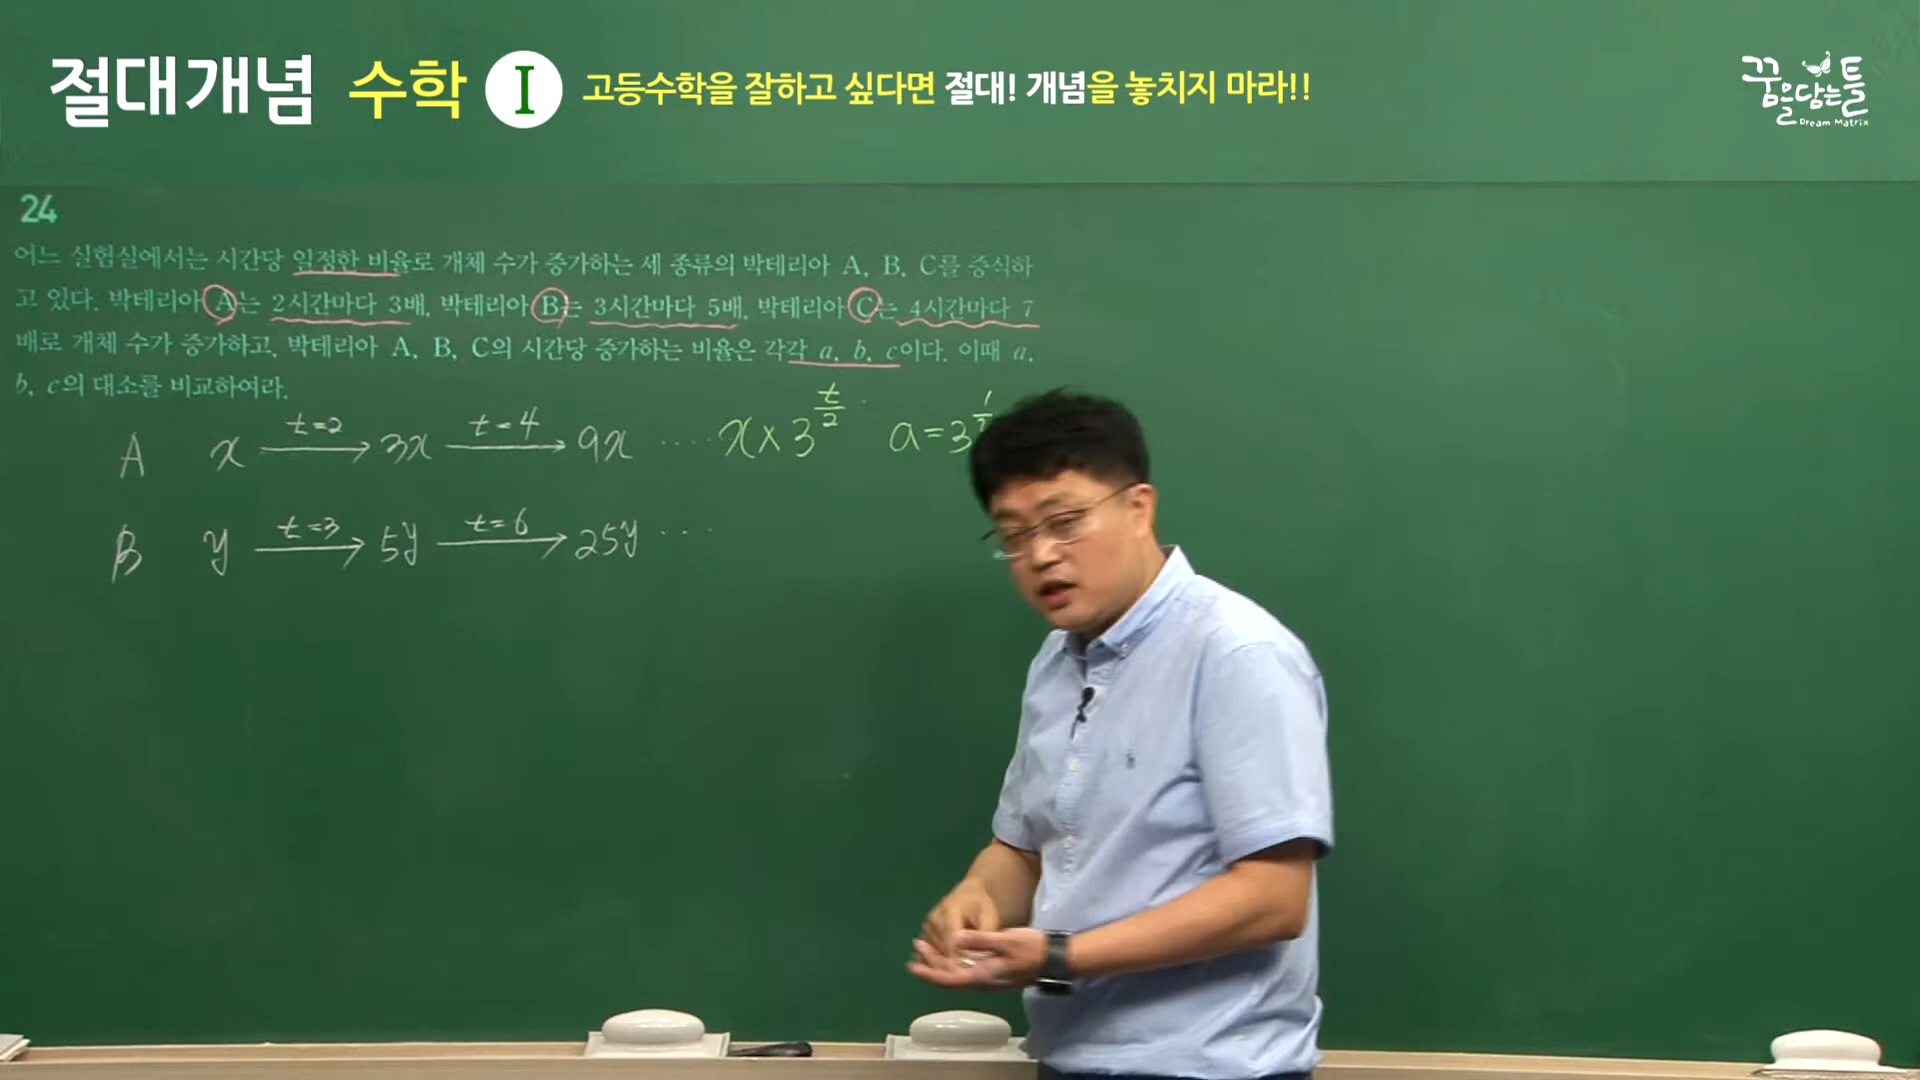 절대개념 수학 I 고등수학을 잘하고 싶다면 절대! 개념을 놓치지 마라!!
꿈을담는틀
Dream Matrix
24
어느 실험실에서는 시간당 일정한 비율로 개체 수가 증가하는 세 종류의 박테리아 A, B, C를 증식하
고 있다. 박테리아 A는 2시간마다 3배, 박테리아 B는 3시간마다 5배, 박테리아 C는 4시간마다 7
배로 개체 수가 증가하고, 박테리아 A, B, C의 시간당 증가하는 비율은 각각 a, b, c이다. 이때 a,
b, c의 대소를 비교하여라.
A x t=2 → 3x t=4 → 9x ···· x×3^(t/2) a=3
B y t=3 → 5y t=6 → 25y ···